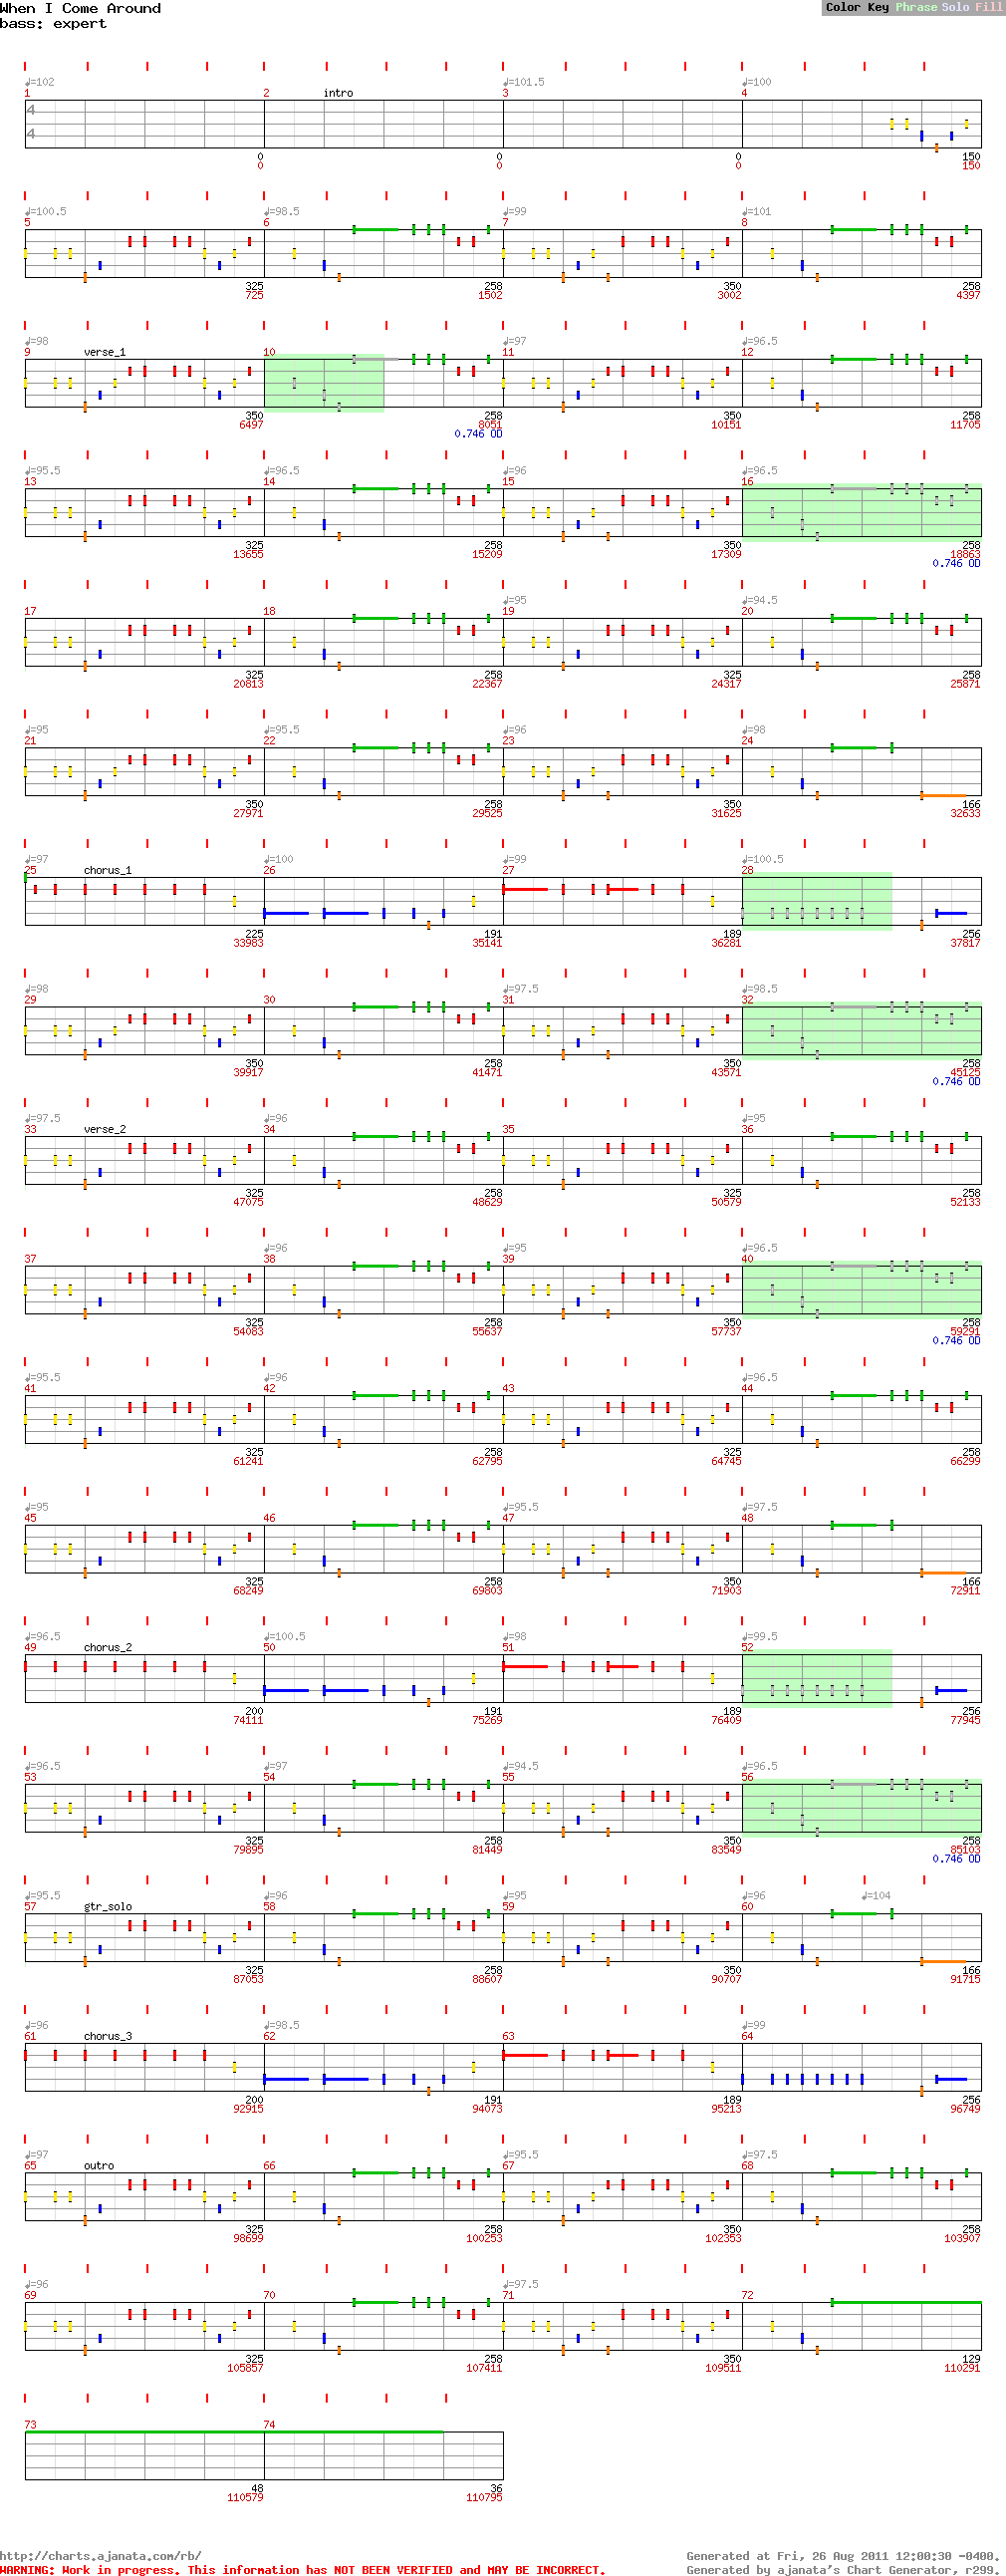 When I Come Around
bass: expert
Color Key Phrase Solo Fill
♩=102 ♩=101.5 ♩=100
1 2 intro 3 4
4
4
0 0 0 150
0 0 0 150
♩=100.5 ♩=98.5 ♩=99 ♩=101
5 6 7 8
325 258 350 258
725 1502 3002 4397
♩=98 ♩=97 ♩=96.5
9 verse_1 10 11 12
350 258 350 258
6497 8051 10151 11705
0.746 OD
♩=95.5 ♩=96.5 ♩=96 ♩=96.5
13 14 15 16
325 258 350 258
13655 15209 17309 18863
0.746 OD
♩=95 ♩=94.5
17 18 19 20
325 258 325 258
20813 22367 24317 25871
♩=95 ♩=95.5 ♩=96 ♩=98
21 22 23 24
350 258 350 166
27971 29525 31625 32633
♩=97 ♩=100 ♩=99 ♩=100.5
25 chorus_1 26 27 28
225 191 189 256
33983 35141 36281 37817
♩=98 ♩=97.5 ♩=98.5
29 30 31 32
350 258 350 258
39917 41471 43571 45125
0.746 OD
♩=97.5 ♩=96 ♩=95
33 verse_2 34 35 36
325 258 325 258
47075 48629 50579 52133
♩=96 ♩=95 ♩=96.5
37 38 39 40
325 258 350 258
54083 55637 57737 59291
0.746 OD
♩=95.5 ♩=96 ♩=96.5
41 42 43 44
325 258 325 258
61241 62795 64745 66299
♩=95 ♩=95.5 ♩=97.5
45 46 47 48
325 258 350 166
68249 69803 71903 72911
♩=96.5 ♩=100.5 ♩=98 ♩=99.5
49 chorus_2 50 51 52
200 191 189 256
74111 75269 76409 77945
♩=96.5 ♩=97 ♩=94.5 ♩=96.5
53 54 55 56
325 258 350 258
79895 81449 83549 85103
0.746 OD
♩=95.5 ♩=96 ♩=95 ♩=96 ♩=104
57 gtr_solo 58 59 60
325 258 350 166
87053 88607 90707 91715
♩=96 ♩=98.5 ♩=99
61 chorus_3 62 63 64
200 191 189 256
92915 94073 95213 96749
♩=97 ♩=95.5 ♩=97.5
65 outro 66 67 68
325 258 350 258
98699 100253 102353 103907
♩=96 ♩=97.5
69 70 71 72
325 258 350 129
105857 107411 109511 110291
73 74
48 36
110579 110795
http://charts.ajanata.com/rb/
Generated at Fri, 26 Aug 2011 12:00:30 -0400.
WARNING: Work in progress. This information has NOT BEEN VERIFIED and MAY BE INCORRECT.
Generated by ajanata's Chart Generator, r299.